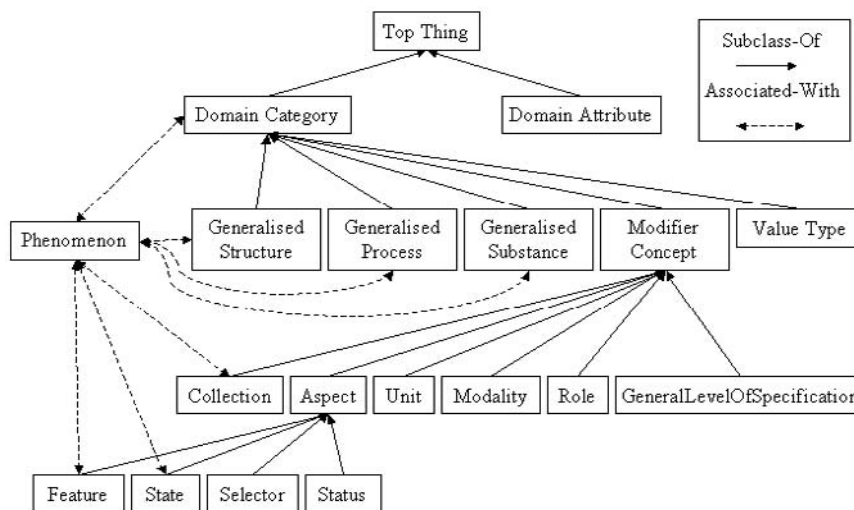 Top Thing
Subclass-Of
Associated-With
Domain Category
Domain Attribute
Phenomenon
Generalised
Structure
Generalised
Process
Generalised
Substance
Modifier
Concept
Value Type
Collection
Aspect
Unit
Modality
Role
GeneralLevelOfSpecification
Feature
State
Selector
Status